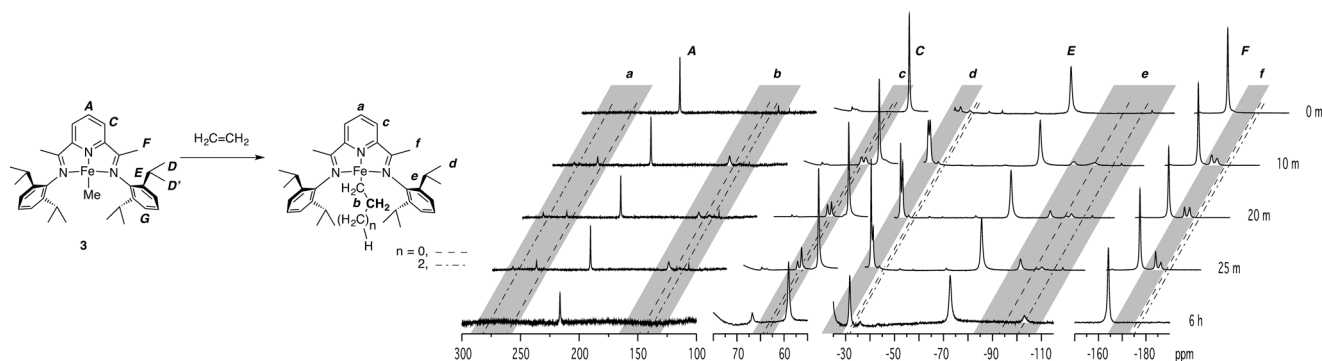 A
C
F
N
N
N
Fe
Me
E
D
D'
G
3
H₂C=CH₂
a
c
f
N
N
N
Fe
H₂C
b
CH₂
(H₂C)n
H
d
e
n = 0,
2,
a
A
b
C
c
d
E
e
F
f
0 m
10 m
20 m
25 m
6 h
300 250 200 150 100 70 60 -30 -50 -70 -90 -110 -150 -160 -180 ppm